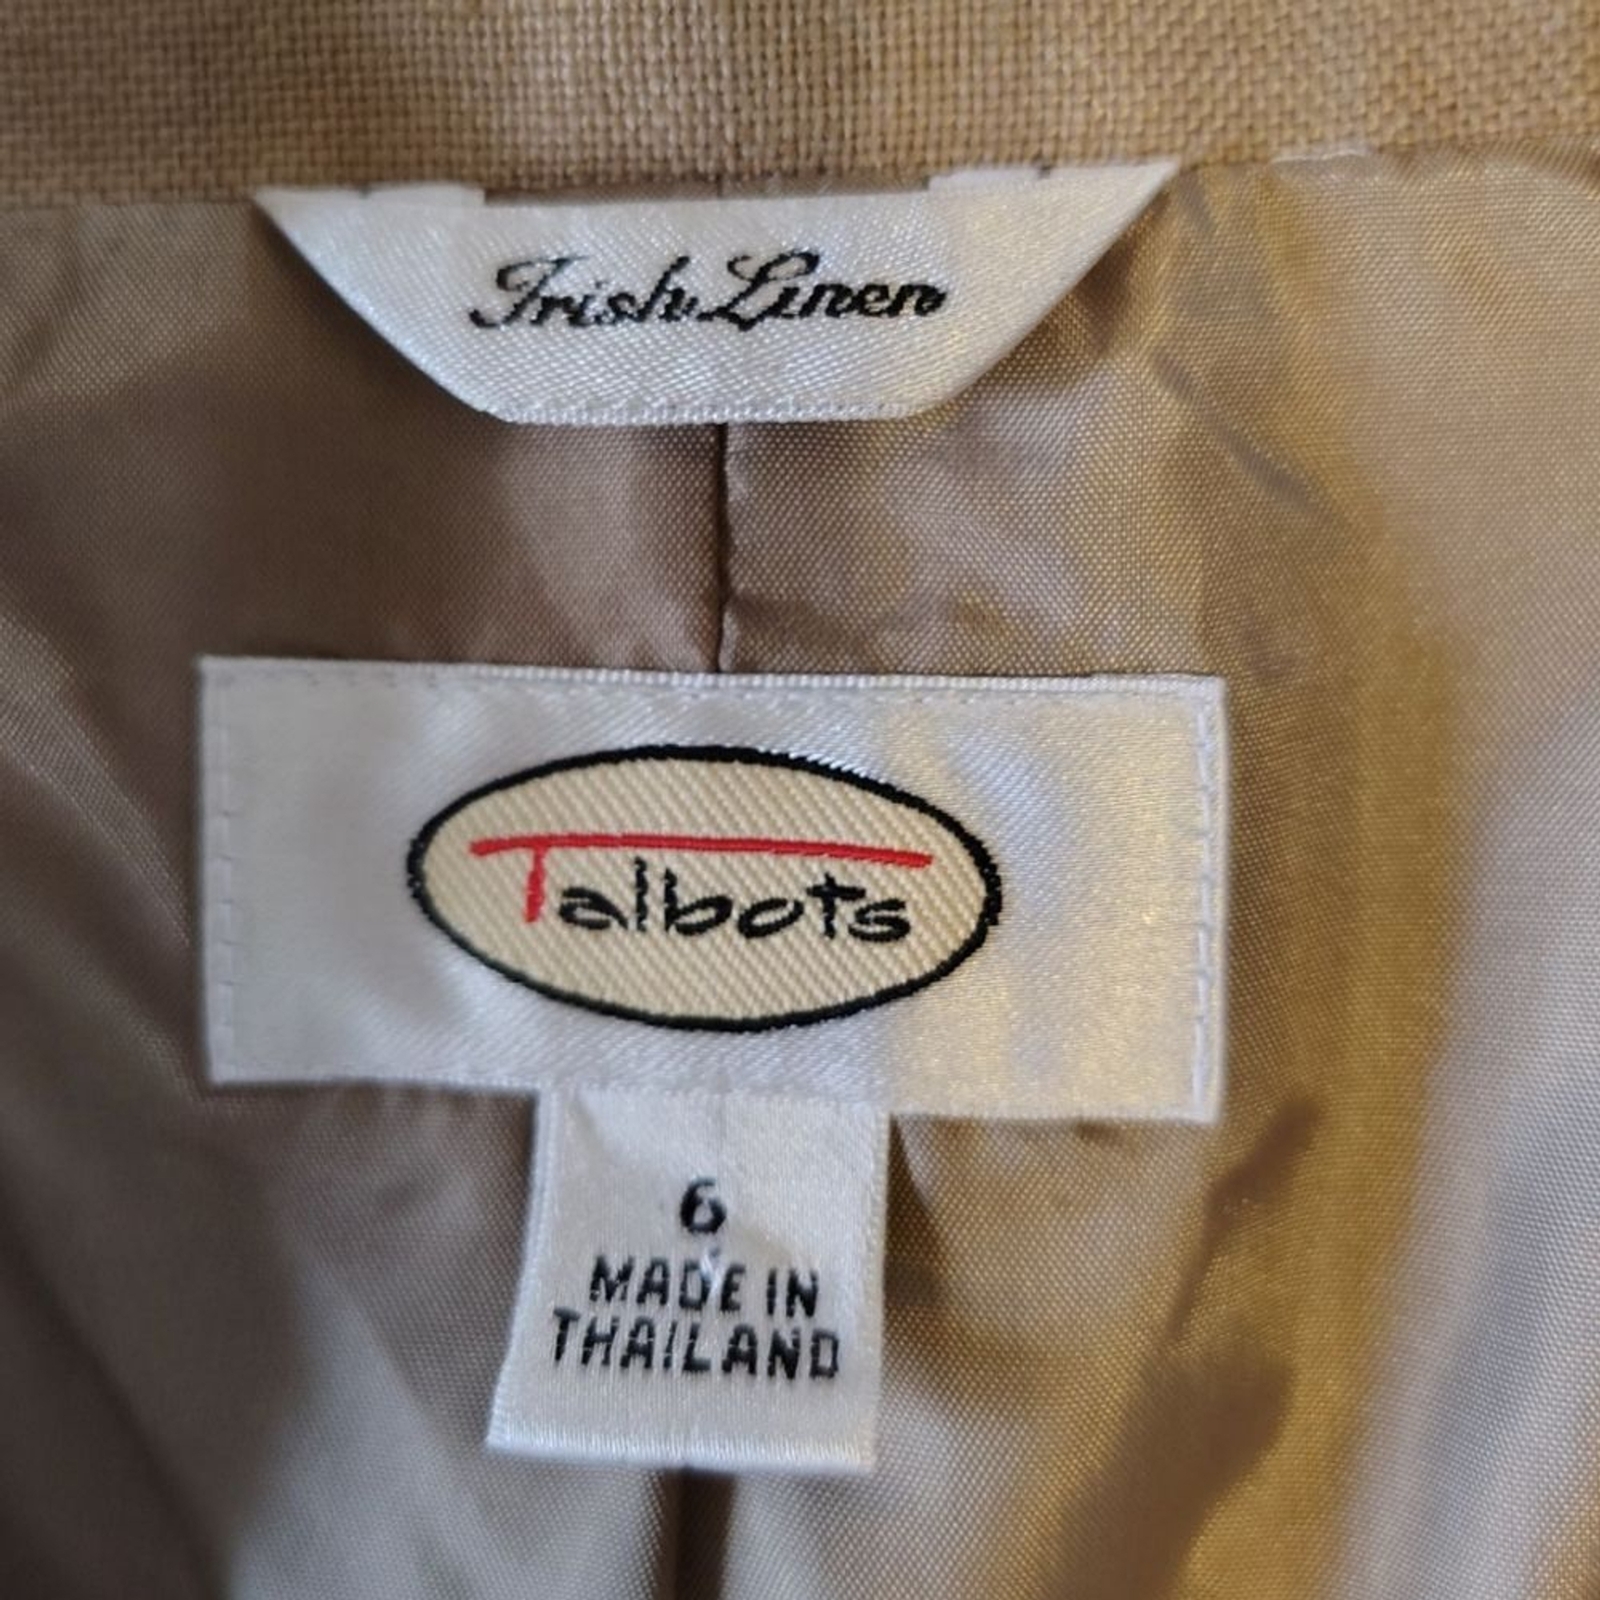 Irish Linen
Talbots
6
MADE IN
THAILAND